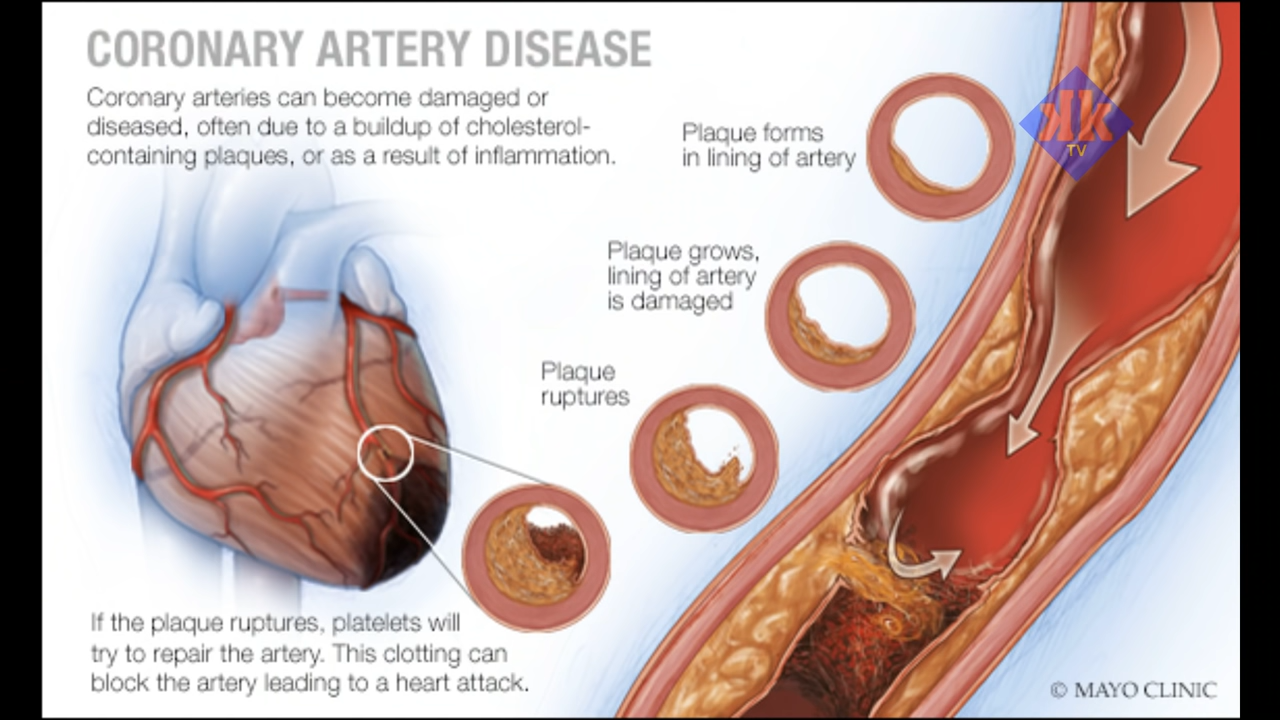 CORONARY ARTERY DISEASE
Coronary arteries can become damaged or
diseased, often due to a buildup of cholesterol-
containing plaques, or as a result of inflammation.
Plaque forms
in lining of artery
Plaque grows,
lining of artery
is damaged
Plaque
ruptures
If the plaque ruptures, platelets will
try to repair the artery. This clotting can
block the artery leading to a heart attack.
kk
TV
© MAYO CLINIC